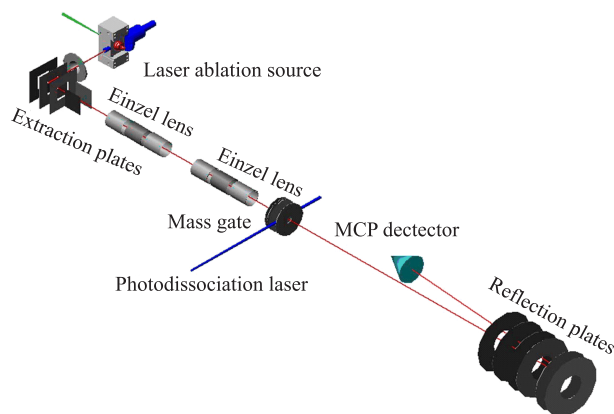 Laser ablation source
Extraction plates
Einzel lens
Einzel lens
Mass gate
MCP dectector
Photodissociation laser
Reflection plates